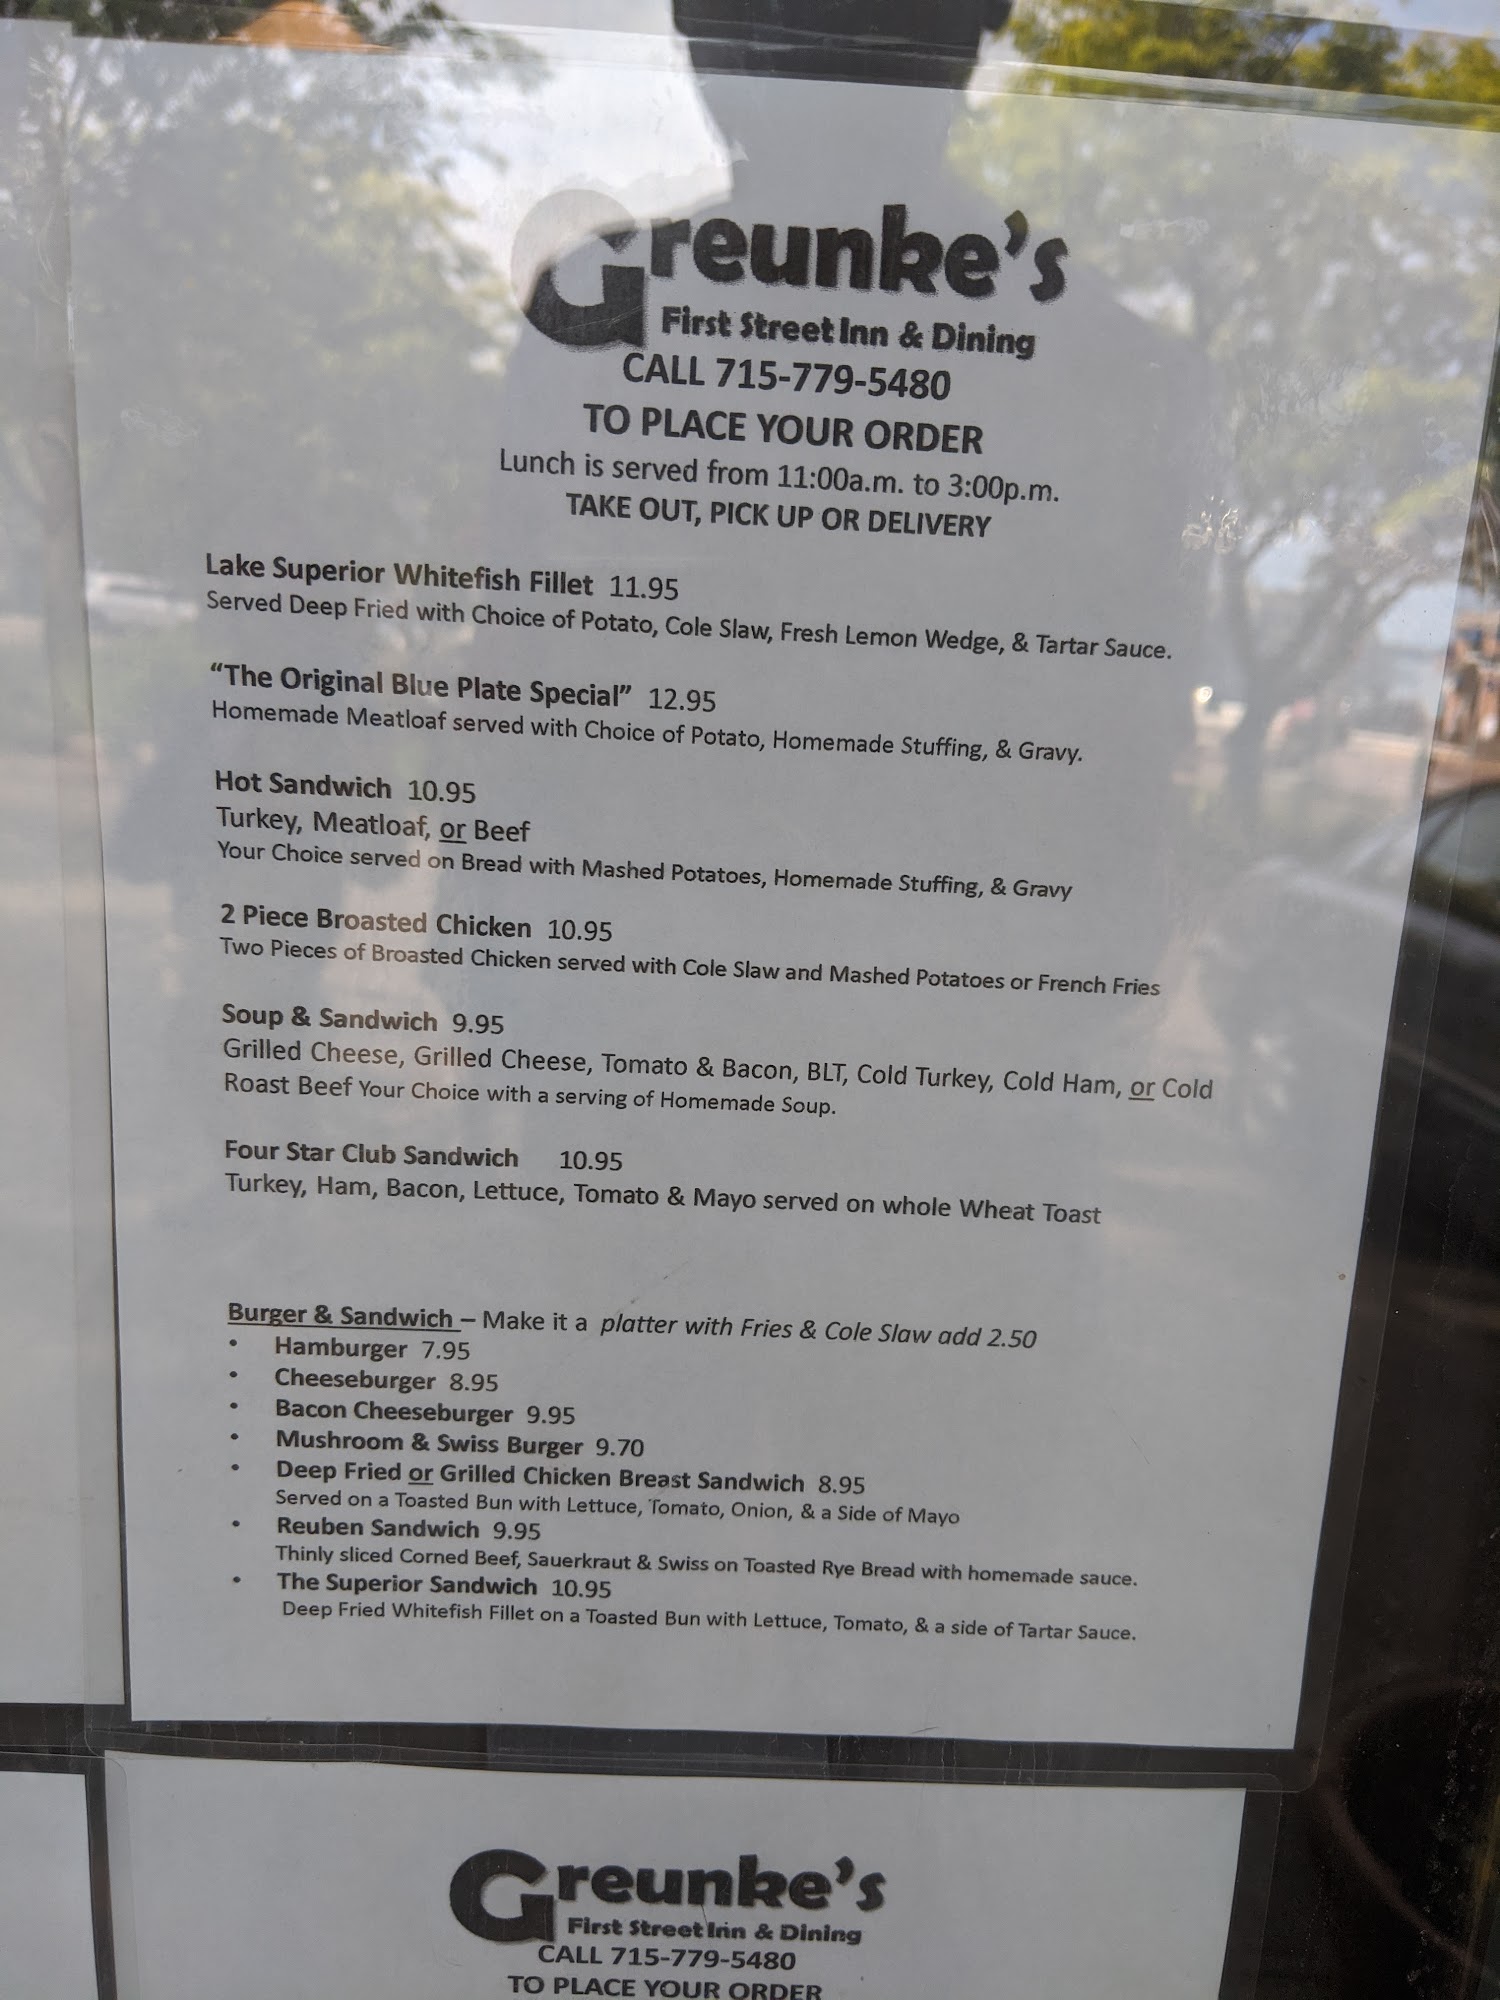 Greunke's
First Street Inn & Dining
CALL 715-779-5480
TO PLACE YOUR ORDER
Lunch is served from 11:00a.m. to 3:00p.m.
TAKE OUT, PICK UP OR DELIVERY
Lake Superior Whitefish Fillet 11.95
Served Deep Fried with Choice of Potato, Cole Slaw, Fresh Lemon Wedge, & Tartar Sauce.
“The Original Blue Plate Special” 12.95
Homemade Meatloaf served with Choice of Potato, Homemade Stuffing, & Gravy.
Hot Sandwich 10.95
Turkey, Meatloaf, or Beef
Your Choice served on Bread with Mashed Potatoes, Homemade Stuffing, & Gravy
2 Piece Broasted Chicken 10.95
Two Pieces of Broasted Chicken served with Cole Slaw and Mashed Potatoes or French Fries
Soup & Sandwich 9.95
Grilled Cheese, Grilled Cheese, Tomato & Bacon, BLT, Cold Turkey, Cold Ham, or Cold
Roast Beef Your Choice with a serving of Homemade Soup.
Four Star Club Sandwich 10.95
Turkey, Ham, Bacon, Lettuce, Tomato & Mayo served on whole Wheat Toast
Burger & Sandwich – Make it a platter with Fries & Cole Slaw add 2.50
• Hamburger 7.95
• Cheeseburger 8.95
• Bacon Cheeseburger 9.95
• Mushroom & Swiss Burger 9.70
• Deep Fried or Grilled Chicken Breast Sandwich 8.95
Served on a Toasted Bun with Lettuce, Tomato, Onion, & a Side of Mayo
• Reuben Sandwich 9.95
Thinly sliced Corned Beef, Sauerkraut & Swiss on Toasted Rye Bread with homemade sauce.
• The Superior Sandwich 10.95
Deep Fried Whitefish Fillet on a Toasted Bun with Lettuce, Tomato, & a side of Tartar Sauce.
Greunke's
First Street Inn & Dining
CALL 715-779-5480
TO PLACE YOUR ORDER